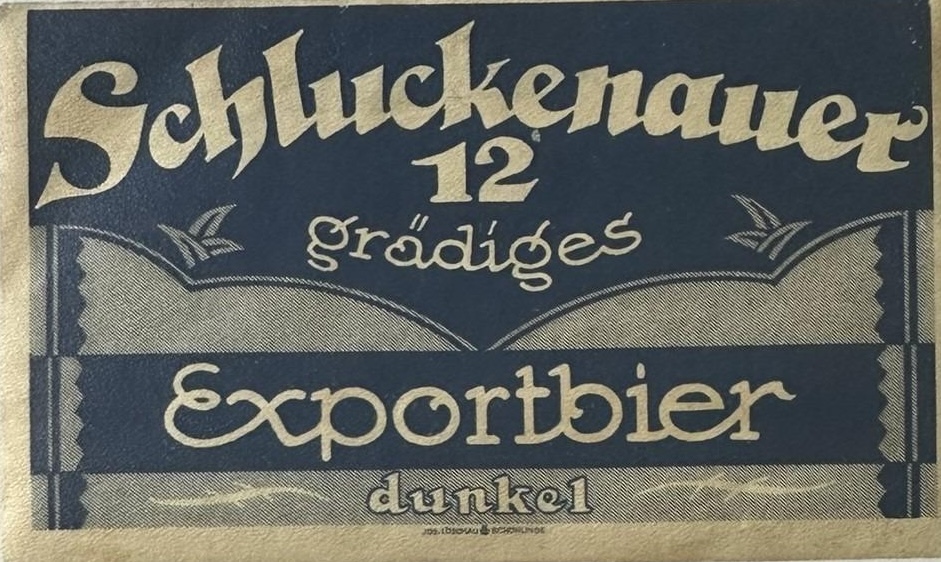 Schluckenauer
12
grädiges
Exportbier
dunkel